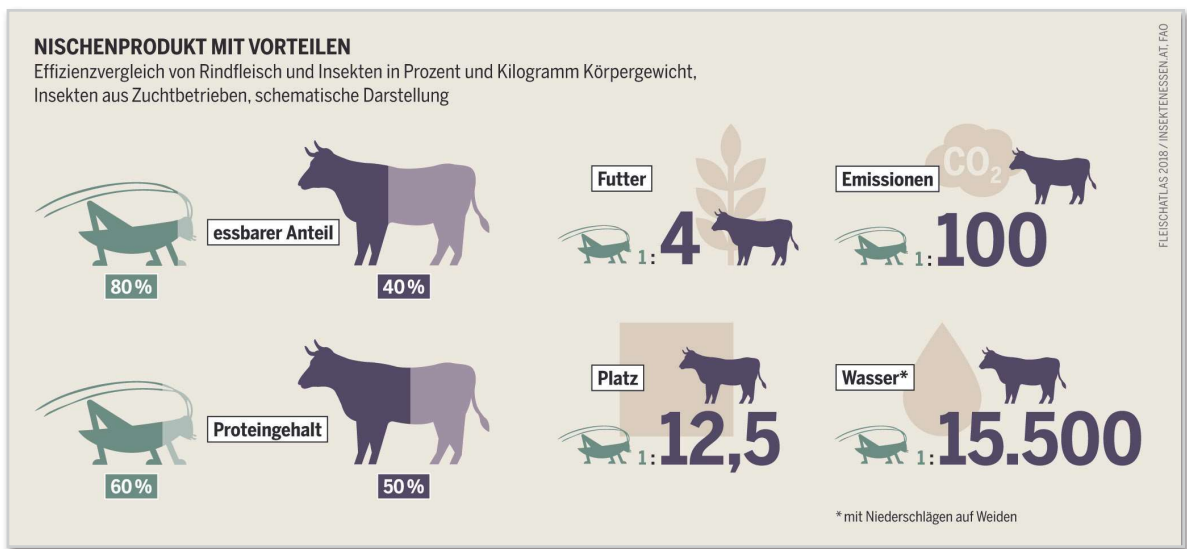 NISCHENPRODUKT MIT VORTEILEN
Effizienzvergleich von Rindfleisch und Insekten in Prozent und Kilogramm Körpergewicht,
Insekten aus Zuchtbetrieben, schematische Darstellung
essbarer Anteil
80 %
40 %
Proteingehalt
60 %
50 %
Futter
1:4
Emissionen
CO2
1:100
Platz
1:12,5
Wasser*
1:15.500
* mit Niederschlägen auf Weiden
FLEISCHATLAS 2018 / INSEKTENESSEN.AT, FAO